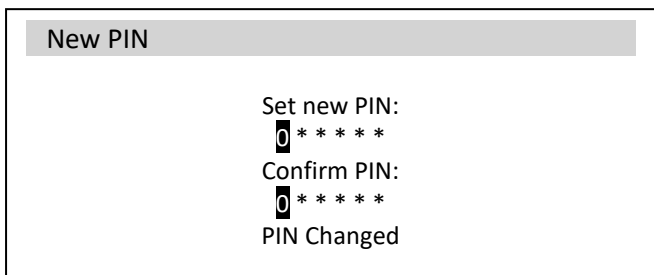 New PIN
Set new PIN:
0 * * * * *
Confirm PIN:
0 * * * * *
PIN Changed